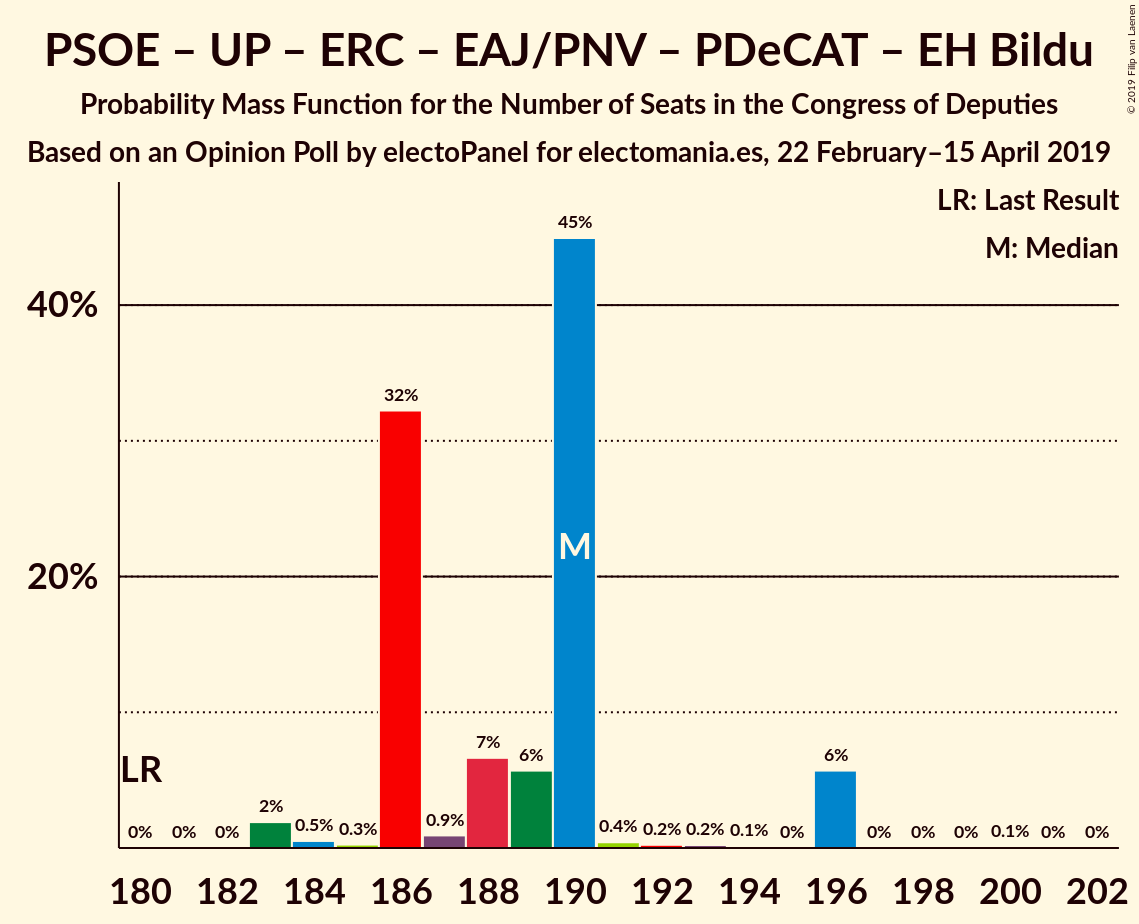 PSOE – UP – ERC – EAJ/PNV – PDeCAT – EH Bildu
Probability Mass Function for the Number of Seats in the Congress of Deputies
Based on an Opinion Poll by electoPanel for electomania.es, 22 February–15 April 2019
© 2019 Filip van Laenen
LR: Last Result
M: Median
45%
40%
32%
M
20%
7%
6%
6%
LR
2%
0% 0% 0% 0.5% 0.3% 0.9% 0.4% 0.2% 0.2% 0.1% 0% 0% 0% 0% 0.1% 0% 0%
180 182 184 186 188 190 192 194 196 198 200 202